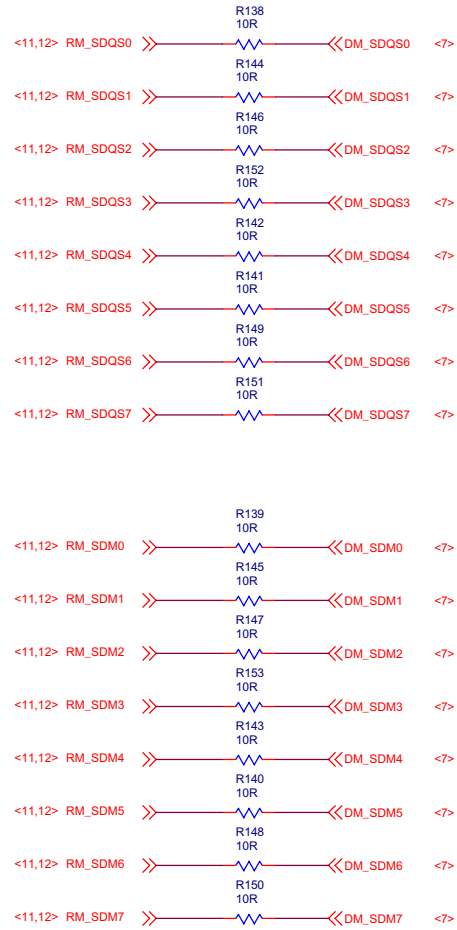 R138
10R
<11,12> RM_SDQS0 DM_SDQS0 <7>
R144
10R
<11,12> RM_SDQS1 DM_SDQS1 <7>
R146
10R
<11,12> RM_SDQS2 DM_SDQS2 <7>
R152
10R
<11,12> RM_SDQS3 DM_SDQS3 <7>
R142
10R
<11,12> RM_SDQS4 DM_SDQS4 <7>
R141
10R
<11,12> RM_SDQS5 DM_SDQS5 <7>
R149
10R
<11,12> RM_SDQS6 DM_SDQS6 <7>
R151
10R
<11,12> RM_SDQS7 DM_SDQS7 <7>
R139
10R
<11,12> RM_SDM0 DM_SDM0 <7>
R145
10R
<11,12> RM_SDM1 DM_SDM1 <7>
R147
10R
<11,12> RM_SDM2 DM_SDM2 <7>
R153
10R
<11,12> RM_SDM3 DM_SDM3 <7>
R143
10R
<11,12> RM_SDM4 DM_SDM4 <7>
R140
10R
<11,12> RM_SDM5 DM_SDM5 <7>
R148
10R
<11,12> RM_SDM6 DM_SDM6 <7>
R150
10R
<11,12> RM_SDM7 DM_SDM7 <7>